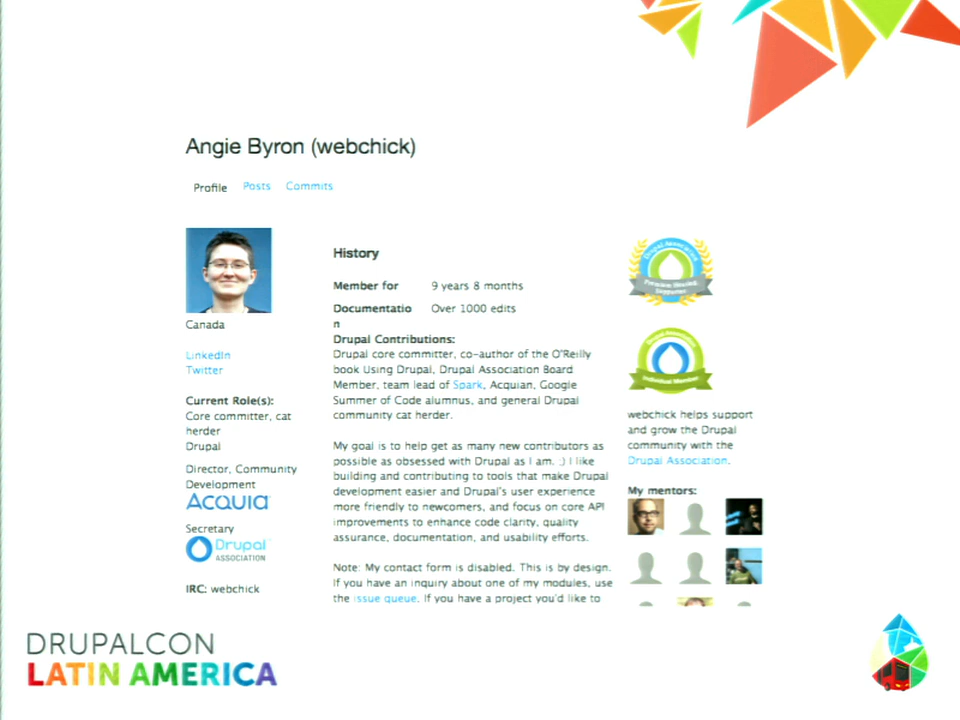 Angie Byron (webchick)
Profile Posts Commits
Canada
LinkedIn
Twitter
Current Role(s):
Core committer, cat
herder
Drupal
Director, Community
Development
Acquia
Secretary
Drupal
ASSOCIATION
IRC: webchick
History
Member for 9 years 8 months
Documentatio Over 1000 edits
n
Drupal Contributions:
Drupal core committer, co-author of the O'Reilly
book Using Drupal, Drupal Association Board
Member, team lead of Spark, Acquian, Google
Summer of Code alumnus, and general Drupal
community cat herder.
My goal is to help get as many new contributors as
possible as obsessed with Drupal as I am. :) I like
building and contributing to tools that make Drupal
development easier and Drupal's user experience
more friendly to newcomers, and focus on core API
improvements to enhance code clarity, quality
assurance, documentation, and usability efforts.
Note: My contact form is disabled. This is by design.
If you have an inquiry about one of my modules, use
the issue queue. If you have a project you'd like to
Drupal Association
Individual Member
webchick helps support
and grow the Drupal
community with the
Drupal Association.
My mentors:
DRUPALCON
LATIN AMERICA